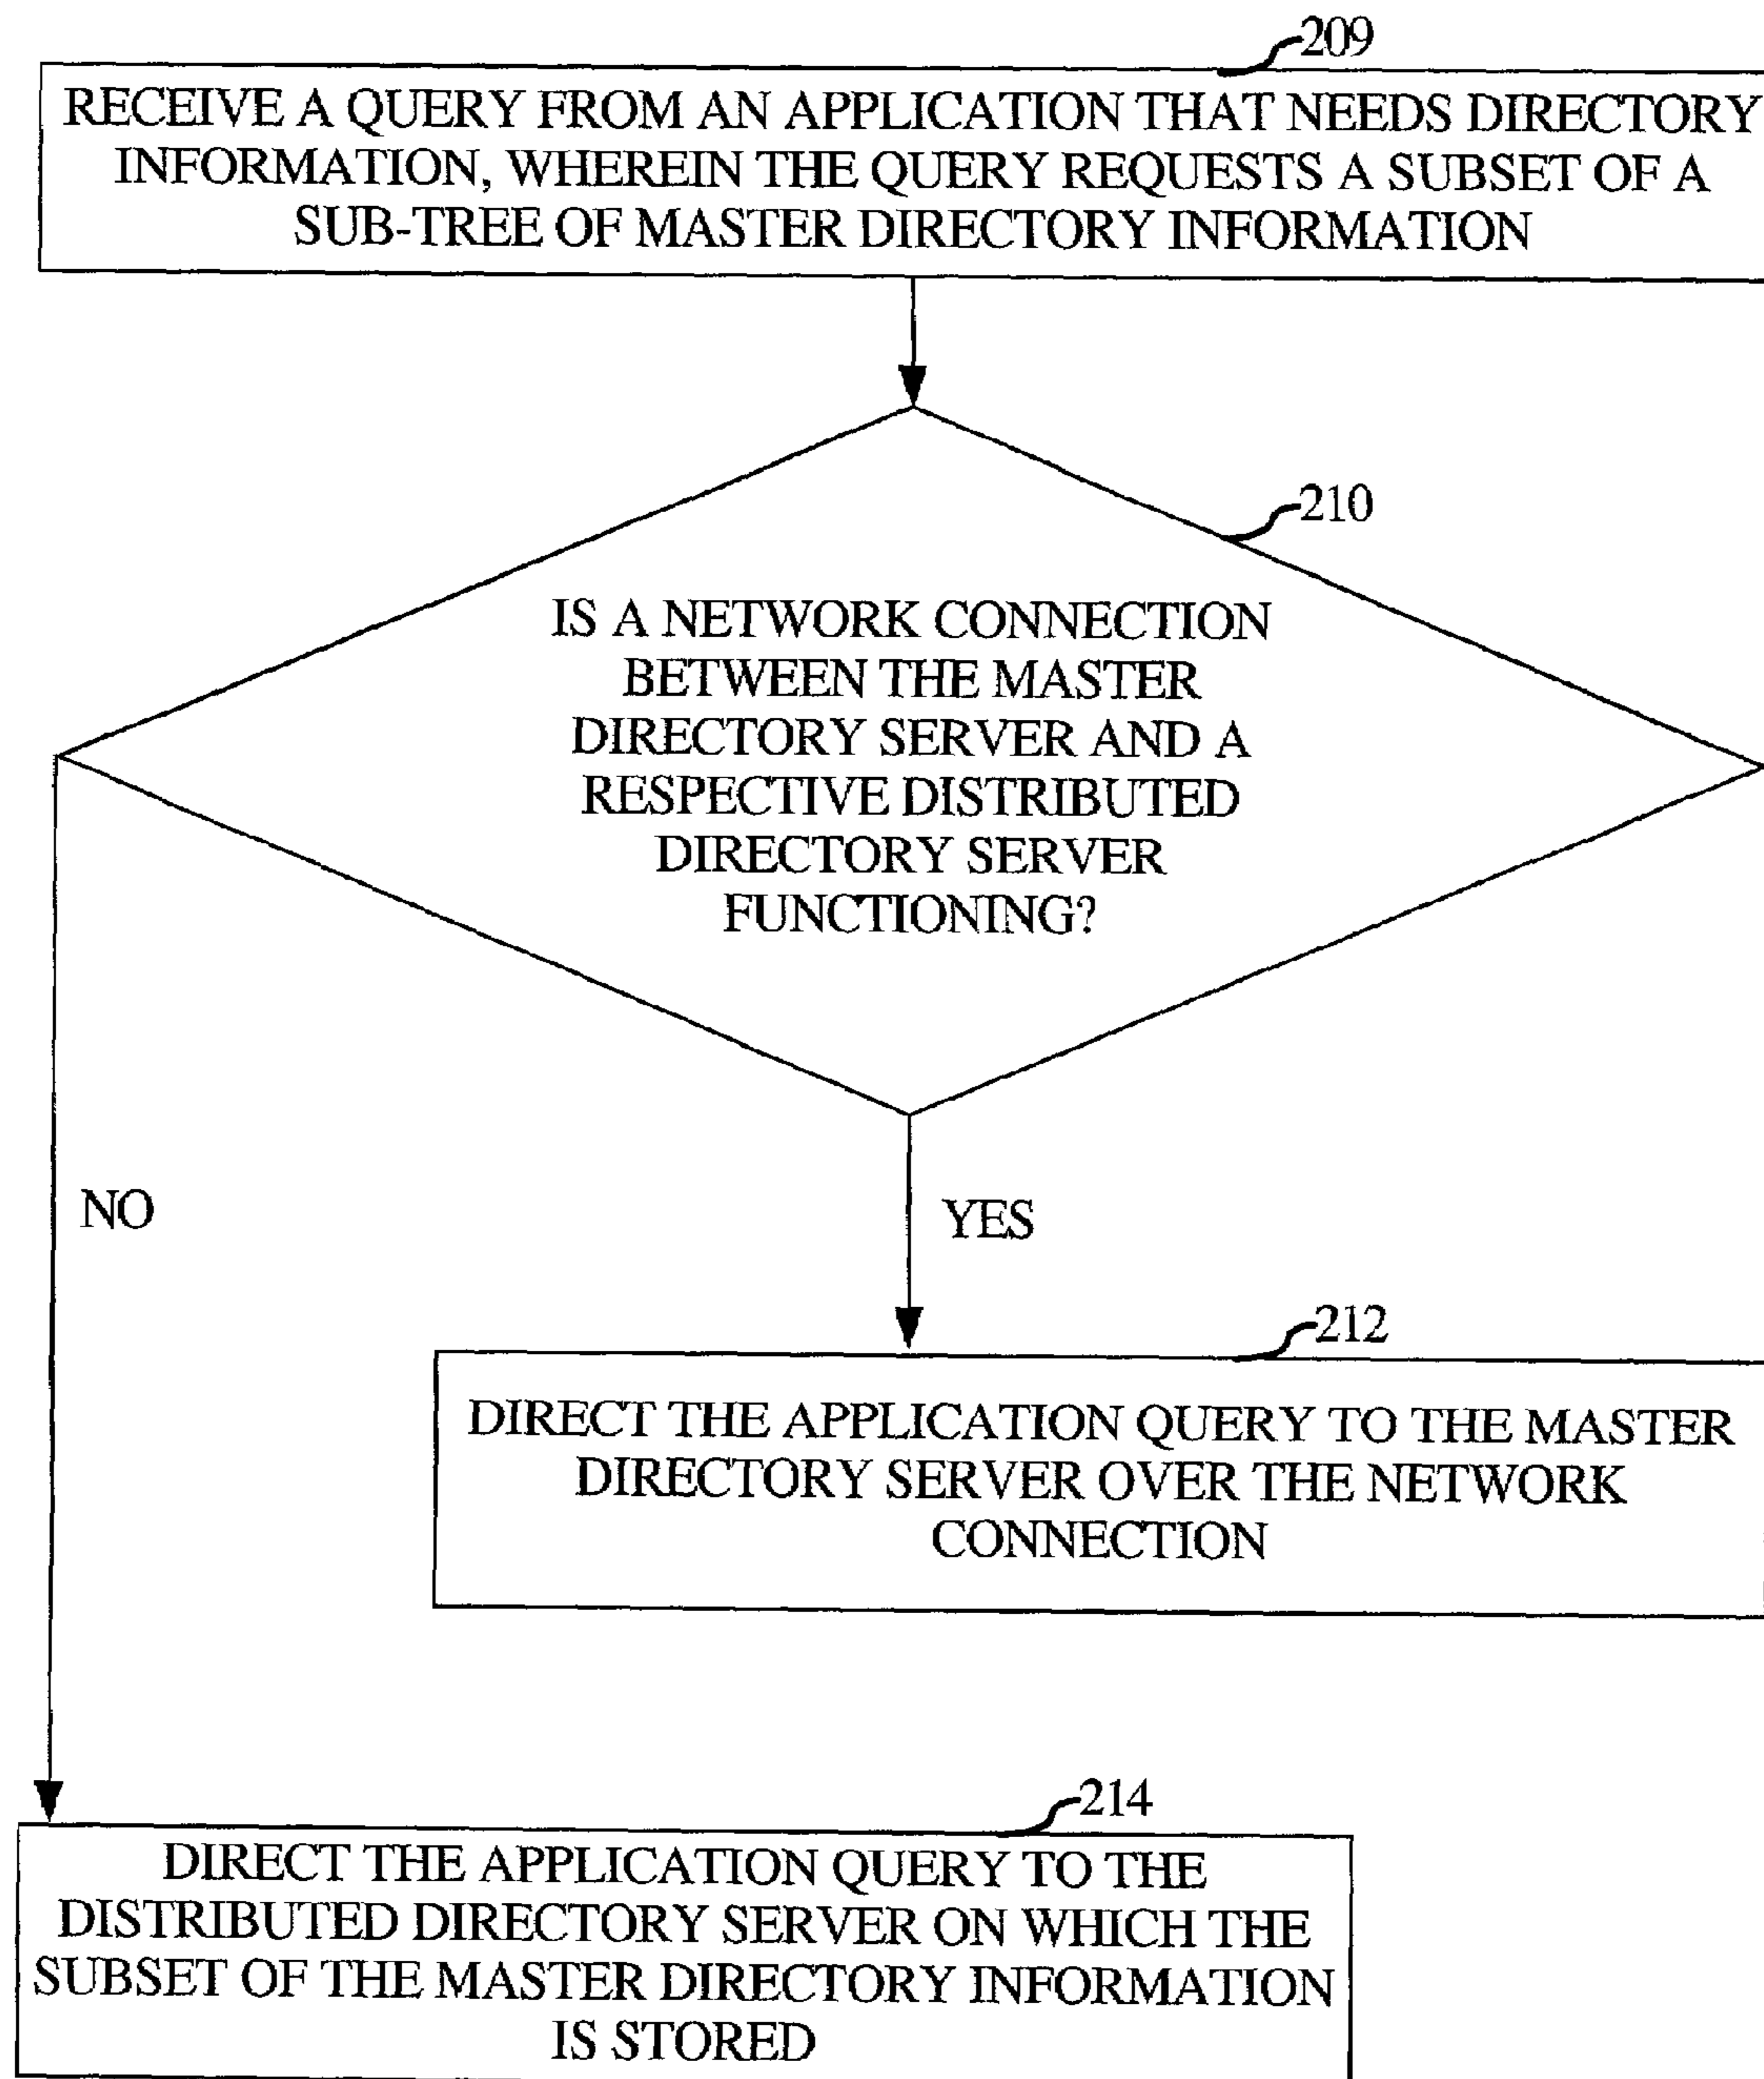 209
RECEIVE A QUERY FROM AN APPLICATION THAT NEEDS DIRECTORY
INFORMATION, WHEREIN THE QUERY REQUESTS A SUBSET OF A
SUB-TREE OF MASTER DIRECTORY INFORMATION
210
IS A NETWORK CONNECTION
BETWEEN THE MASTER
DIRECTORY SERVER AND A
RESPECTIVE DISTRIBUTED
DIRECTORY SERVER
FUNCTIONING?
NO
YES
212
DIRECT THE APPLICATION QUERY TO THE MASTER
DIRECTORY SERVER OVER THE NETWORK
CONNECTION
214
DIRECT THE APPLICATION QUERY TO THE
DISTRIBUTED DIRECTORY SERVER ON WHICH THE
SUBSET OF THE MASTER DIRECTORY INFORMATION
IS STORED